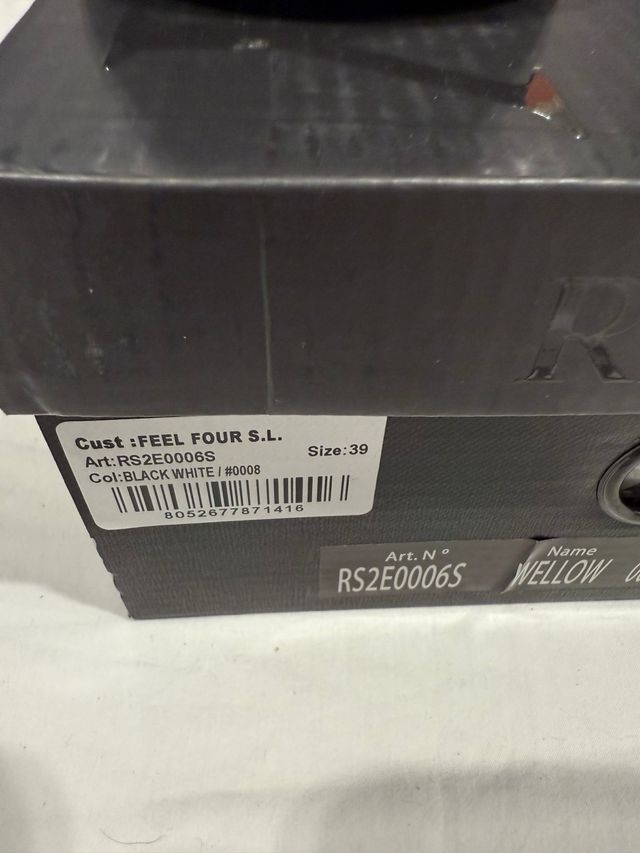 R
Cust :FEEL FOUR S.L.
Art:RS2E0006S Size:39
Col:BLACK WHITE / #0008
8052677871416
Art. N° Name
RS2E0006S WELLOW